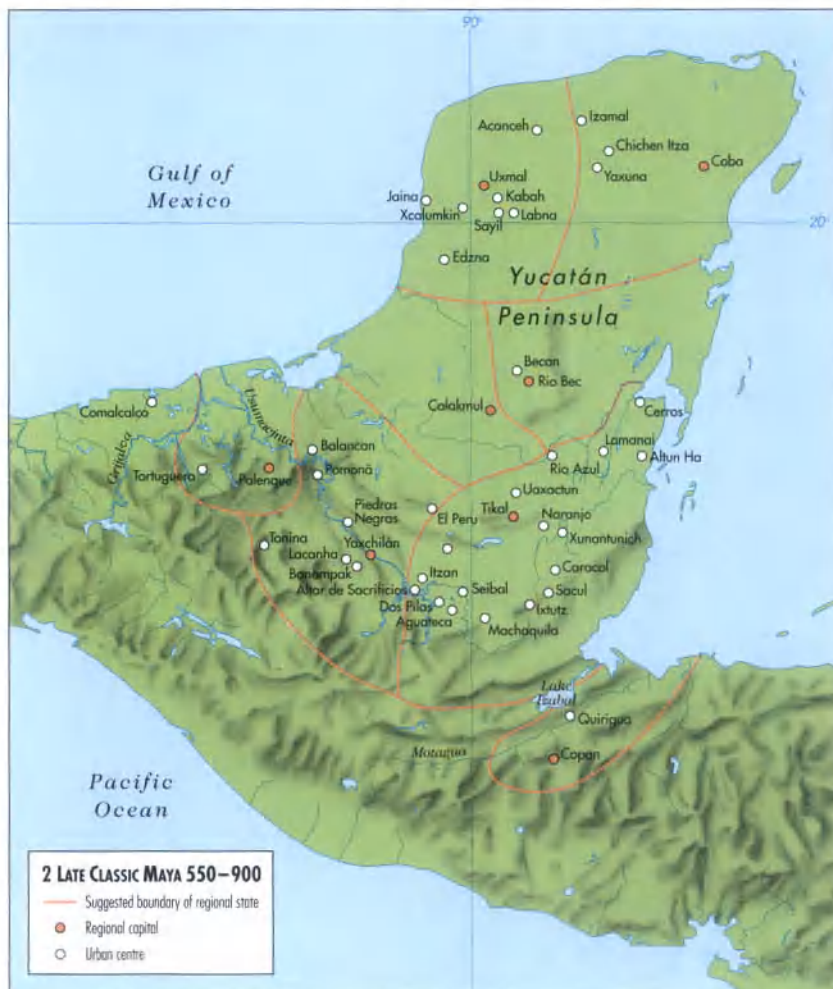 90°
Izamal
Acanceh
Chichen Itza
Coba
Gulf of
Mexico
Yaxuna
Uxmal
Jaina
Kabah
Xcalumkin
Sayil
Labna
20°
Edzna
Yucatán
Peninsula
Becan
Rio Bec
Calakmul
Comalcalco
Usumacinta
Cerros
Grijalca
Balancan
Lamanai
Rio Azul
Altun Ha
Tortuguero
Palenque
Pomoná
Uaxactun
Piedras
Negras
El Peru
Tikal
Naranjo
Xunantunich
Tonina
Yaxchilán
Lacanha
Bonampak
Caracol
Itzan
Altar de Sacrificios
Seibal
Sacul
Dos Pilas
Ixtutz
Aguateca
Machaquila
Lake
Izabal
Quirigua
Motagua
Copan
Pacific
Ocean
2 LATE CLASSIC MAYA 550–900
Suggested boundary of regional state
Regional capital
Urban centre